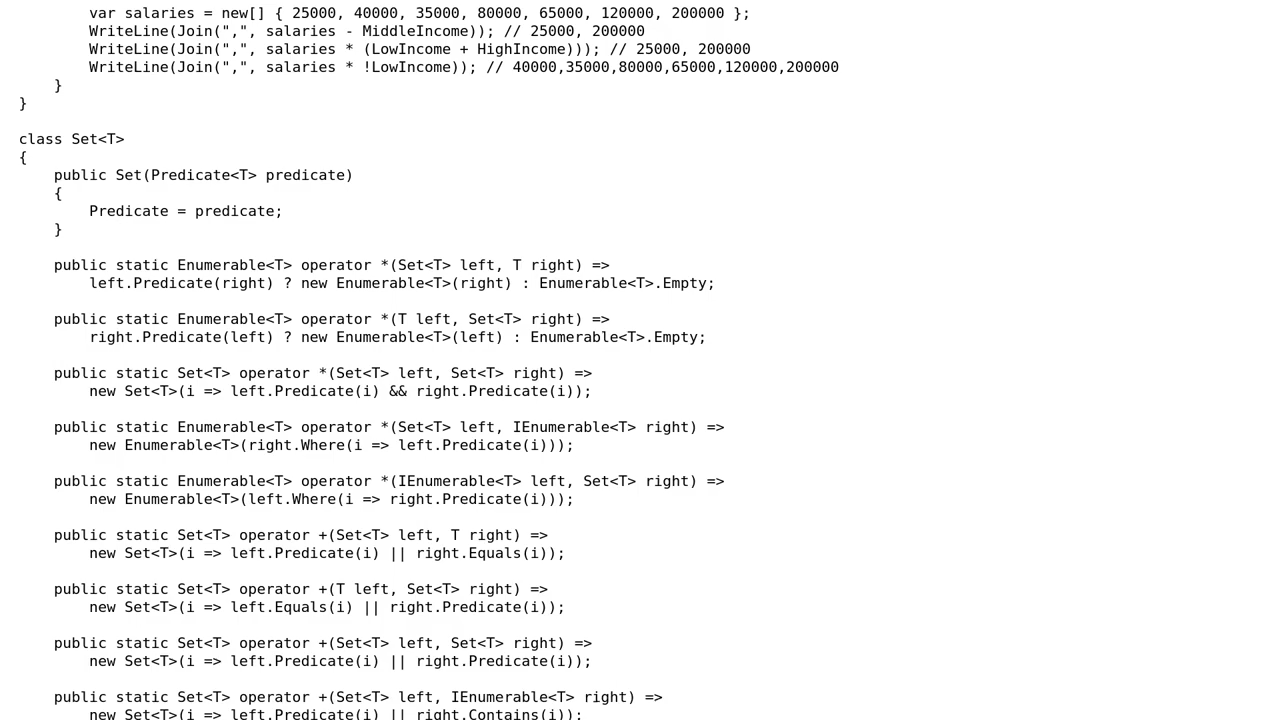 var salaries = new[] { 25000, 40000, 35000, 80000, 65000, 120000, 200000 };
WriteLine(Join(",", salaries - MiddleIncome)); // 25000, 200000
WriteLine(Join(",", salaries * (LowIncome + HighIncome))); // 25000, 200000
WriteLine(Join(",", salaries * !LowIncome)); // 40000,35000,80000,65000,120000,200000
}
}
class Set<T>
{
public Set(Predicate<T> predicate)
{
Predicate = predicate;
}
public static Enumerable<T> operator *(Set<T> left, T right) =>
left.Predicate(right) ? new Enumerable<T>(right) : Enumerable<T>.Empty;
public static Enumerable<T> operator *(T left, Set<T> right) =>
right.Predicate(left) ? new Enumerable<T>(left) : Enumerable<T>.Empty;
public static Set<T> operator *(Set<T> left, Set<T> right) =>
new Set<T>(i => left.Predicate(i) && right.Predicate(i));
public static Enumerable<T> operator *(Set<T> left, IEnumerable<T> right) =>
new Enumerable<T>(right.Where(i => left.Predicate(i)));
public static Enumerable<T> operator *(IEnumerable<T> left, Set<T> right) =>
new Enumerable<T>(left.Where(i => right.Predicate(i)));
public static Set<T> operator +(Set<T> left, T right) =>
new Set<T>(i => left.Predicate(i) || right.Equals(i));
public static Set<T> operator +(T left, Set<T> right) =>
new Set<T>(i => left.Equals(i) || right.Predicate(i));
public static Set<T> operator +(Set<T> left, Set<T> right) =>
new Set<T>(i => left.Predicate(i) || right.Predicate(i));
public static Set<T> operator +(Set<T> left, IEnumerable<T> right) =>
new Set<T>(i => left.Predicate(i) || right.Contains(i));